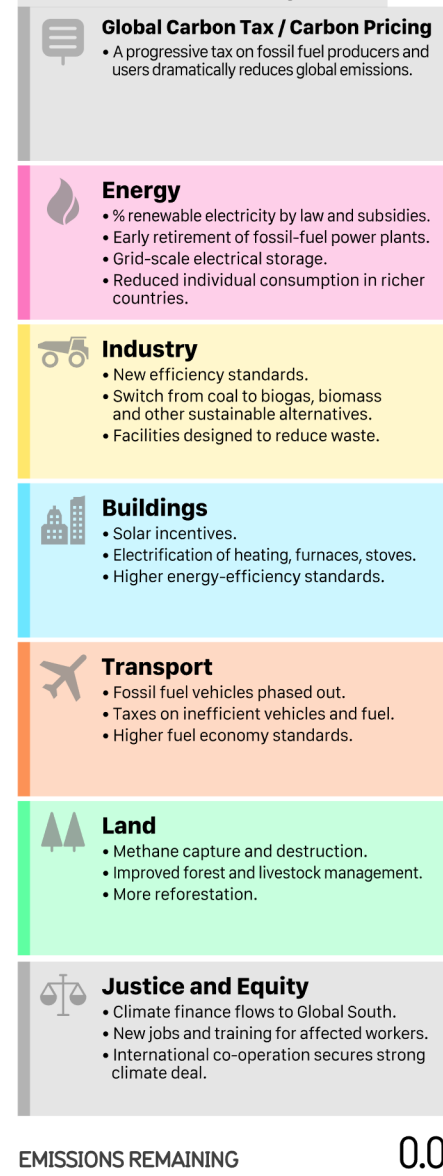 Global Carbon Tax / Carbon Pricing
• A progressive tax on fossil fuel producers and
users dramatically reduces global emissions.
Energy
• % renewable electricity by law and subsidies.
• Early retirement of fossil-fuel power plants.
• Grid-scale electrical storage.
• Reduced individual consumption in richer
countries.
Industry
• New efficiency standards.
• Switch from coal to biogas, biomass
and other sustainable alternatives.
• Facilities designed to reduce waste.
Buildings
• Solar incentives.
• Electrification of heating, furnaces, stoves.
• Higher energy-efficiency standards.
Transport
• Fossil fuel vehicles phased out.
• Taxes on inefficient vehicles and fuel.
• Higher fuel economy standards.
Land
• Methane capture and destruction.
• Improved forest and livestock management.
• More reforestation.
Justice and Equity
• Climate finance flows to Global South.
• New jobs and training for affected workers.
• International co-operation secures strong
climate deal.
EMISSIONS REMAINING 0.0